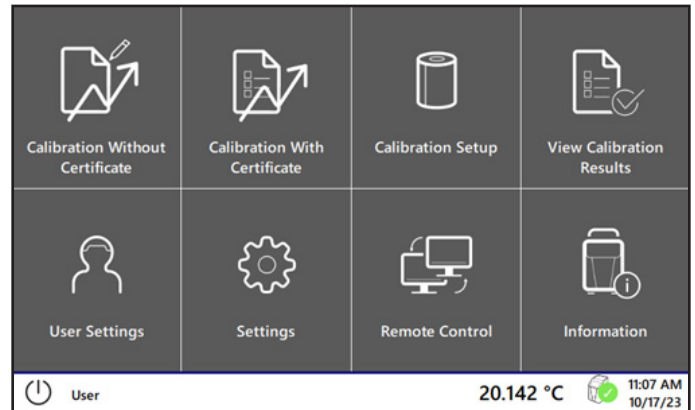 Calibration Without
Certificate
Calibration With
Certificate
Calibration Setup
View Calibration
Results
User Settings
Settings
Remote Control
Information
User
20.142 °C
11:07 AM
10/17/23